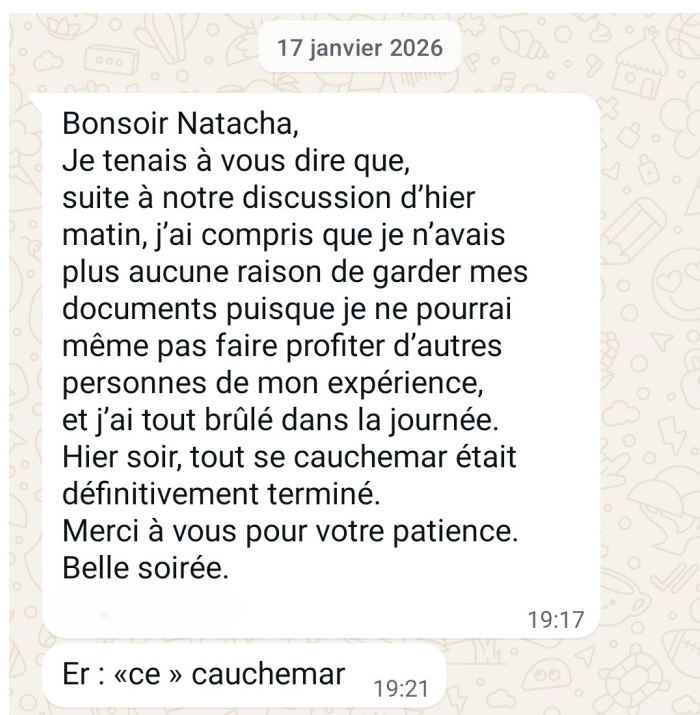 17 janvier 2026
Bonsoir Natacha,
Je tenais à vous dire que,
suite à notre discussion d’hier
matin, j’ai compris que je n’avais
plus aucune raison de garder mes
documents puisque je ne pourrai
même pas faire profiter d’autres
personnes de mon expérience,
et j’ai tout brûlé dans la journée.
Hier soir, tout se cauchemar était
définitivement terminé.
Merci à vous pour votre patience.
Belle soirée.
19:17
Er : «ce » cauchemar 19:21